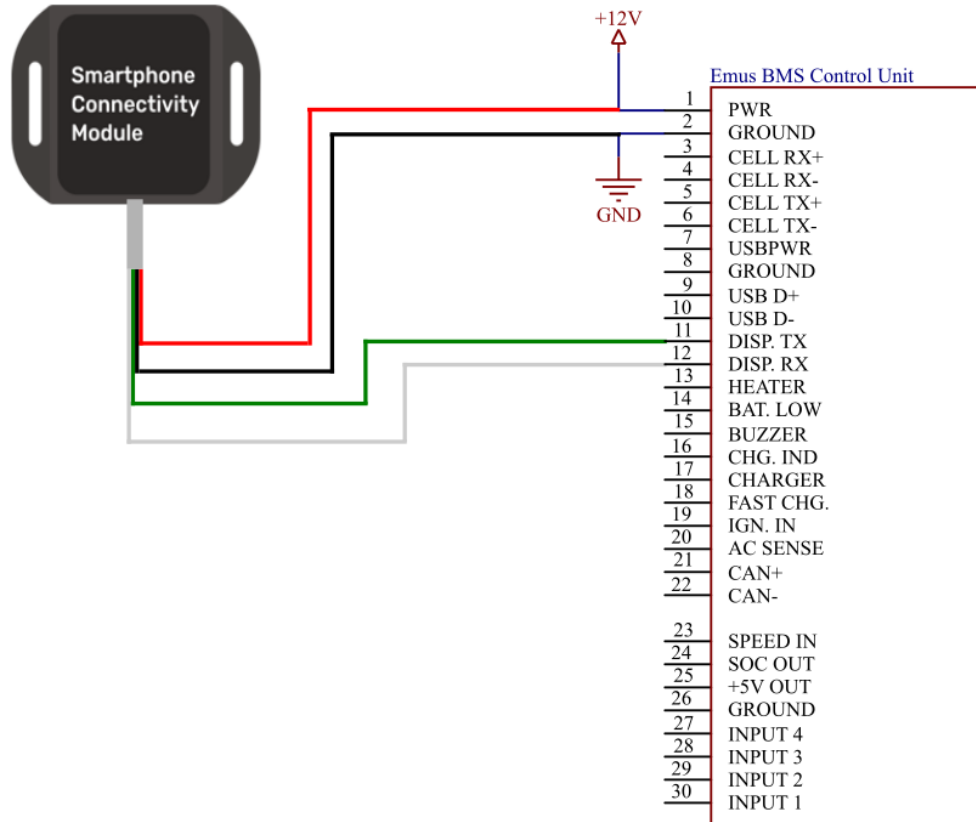 Smartphone
Connectivity
Module
+12V
GND
Emus BMS Control Unit
1 PWR
2 GROUND
3 CELL RX+
4 CELL RX-
5 CELL TX+
6 CELL TX-
7 USBPWR
8 GROUND
9 USB D+
10 USB D-
11 DISP. TX
12 DISP. RX
13 HEATER
14 BAT. LOW
15 BUZZER
16 CHG. IND
17 CHARGER
18 FAST CHG.
19 IGN. IN
20 AC SENSE
21 CAN+
22 CAN-
23 SPEED IN
24 SOC OUT
25 +5V OUT
26 GROUND
27 INPUT 4
28 INPUT 3
29 INPUT 2
30 INPUT 1